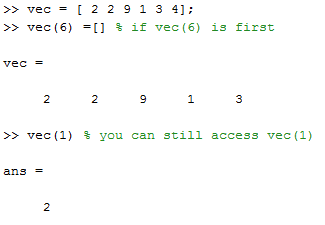 >> vec = [ 2 2 9 1 3 4];
>> vec(6) =[] % if vec(6) is first
vec =
2 2 9 1 3
>> vec(1) % you can still access vec(1)
ans =
2